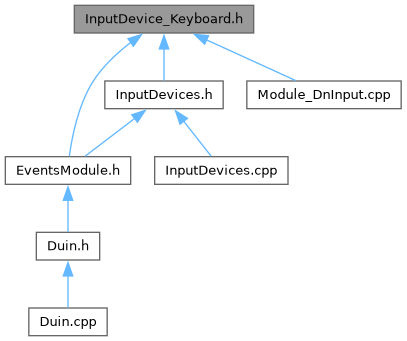 InputDevice_Keyboard.h
InputDevices.h
Module_DnInput.cpp
EventsModule.h
InputDevices.cpp
Duin.h
Duin.cpp